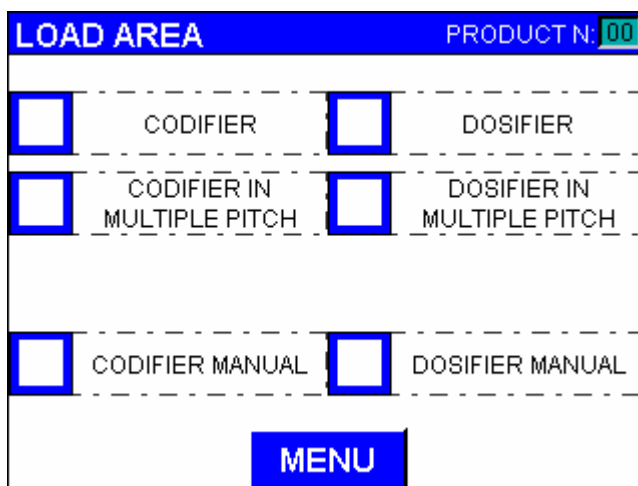 LOAD AREA PRODUCT N: 00
CODIFIER DOSIFIER
CODIFIER IN DOSIFIER IN
MULTIPLE PITCH MULTIPLE PITCH
CODIFIER MANUAL DOSIFIER MANUAL
MENU